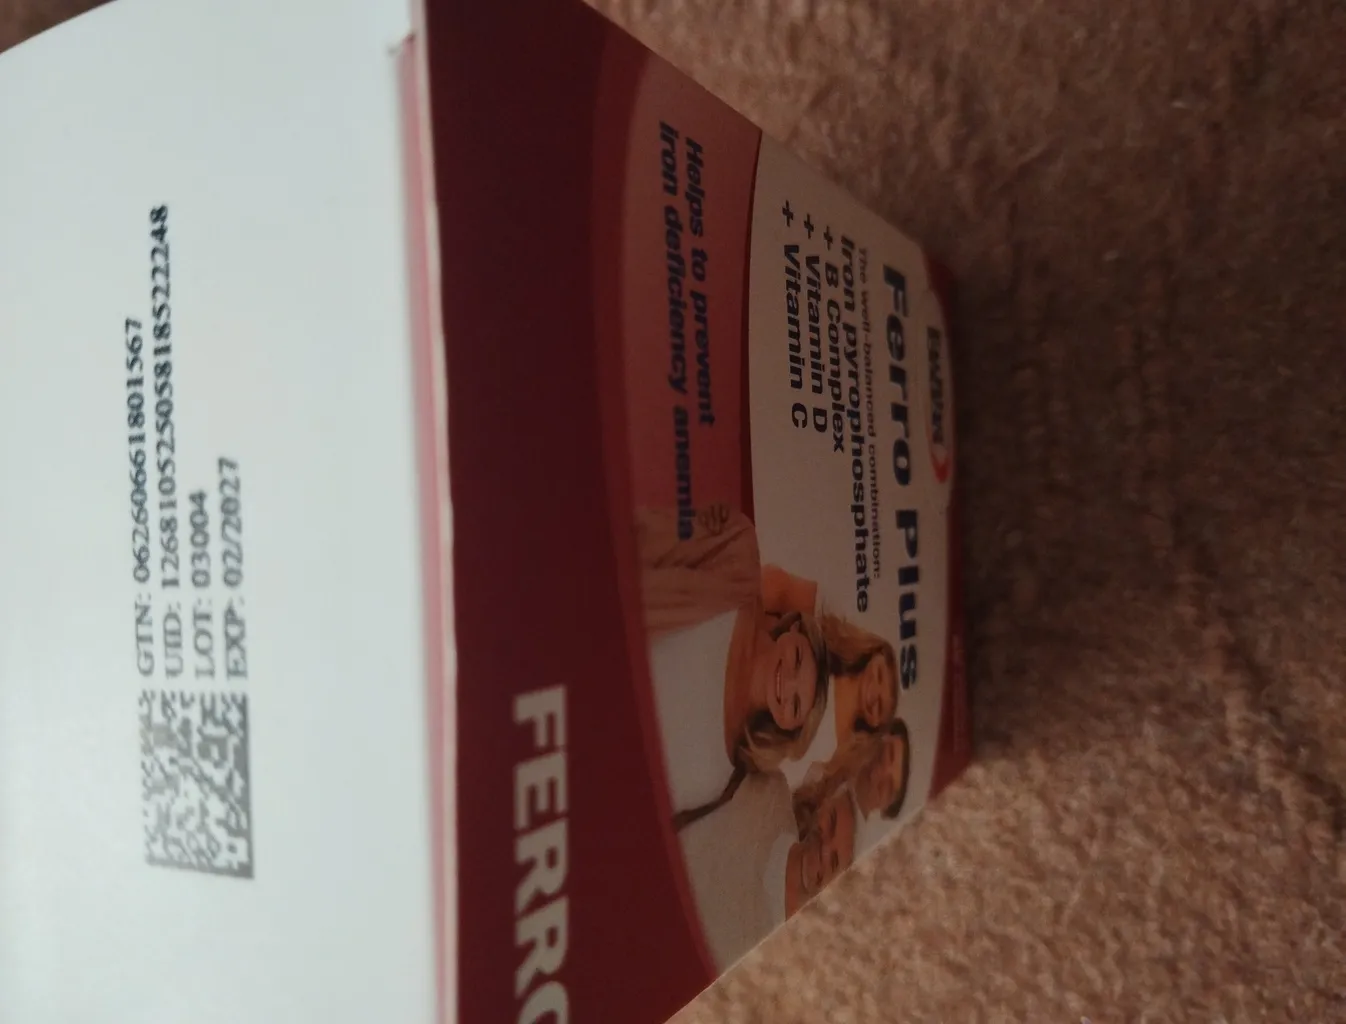 GTN: 06260661801567
UID: 12681052505818522248
LOT: 03004
EXP: 02/2027
Ferro Plus
The well-balanced combination:
Iron pyrophosphate
+ B complex
+ Vitamin D
+ Vitamin C
Helps to prevent
iron deficiency anemia
FERRO